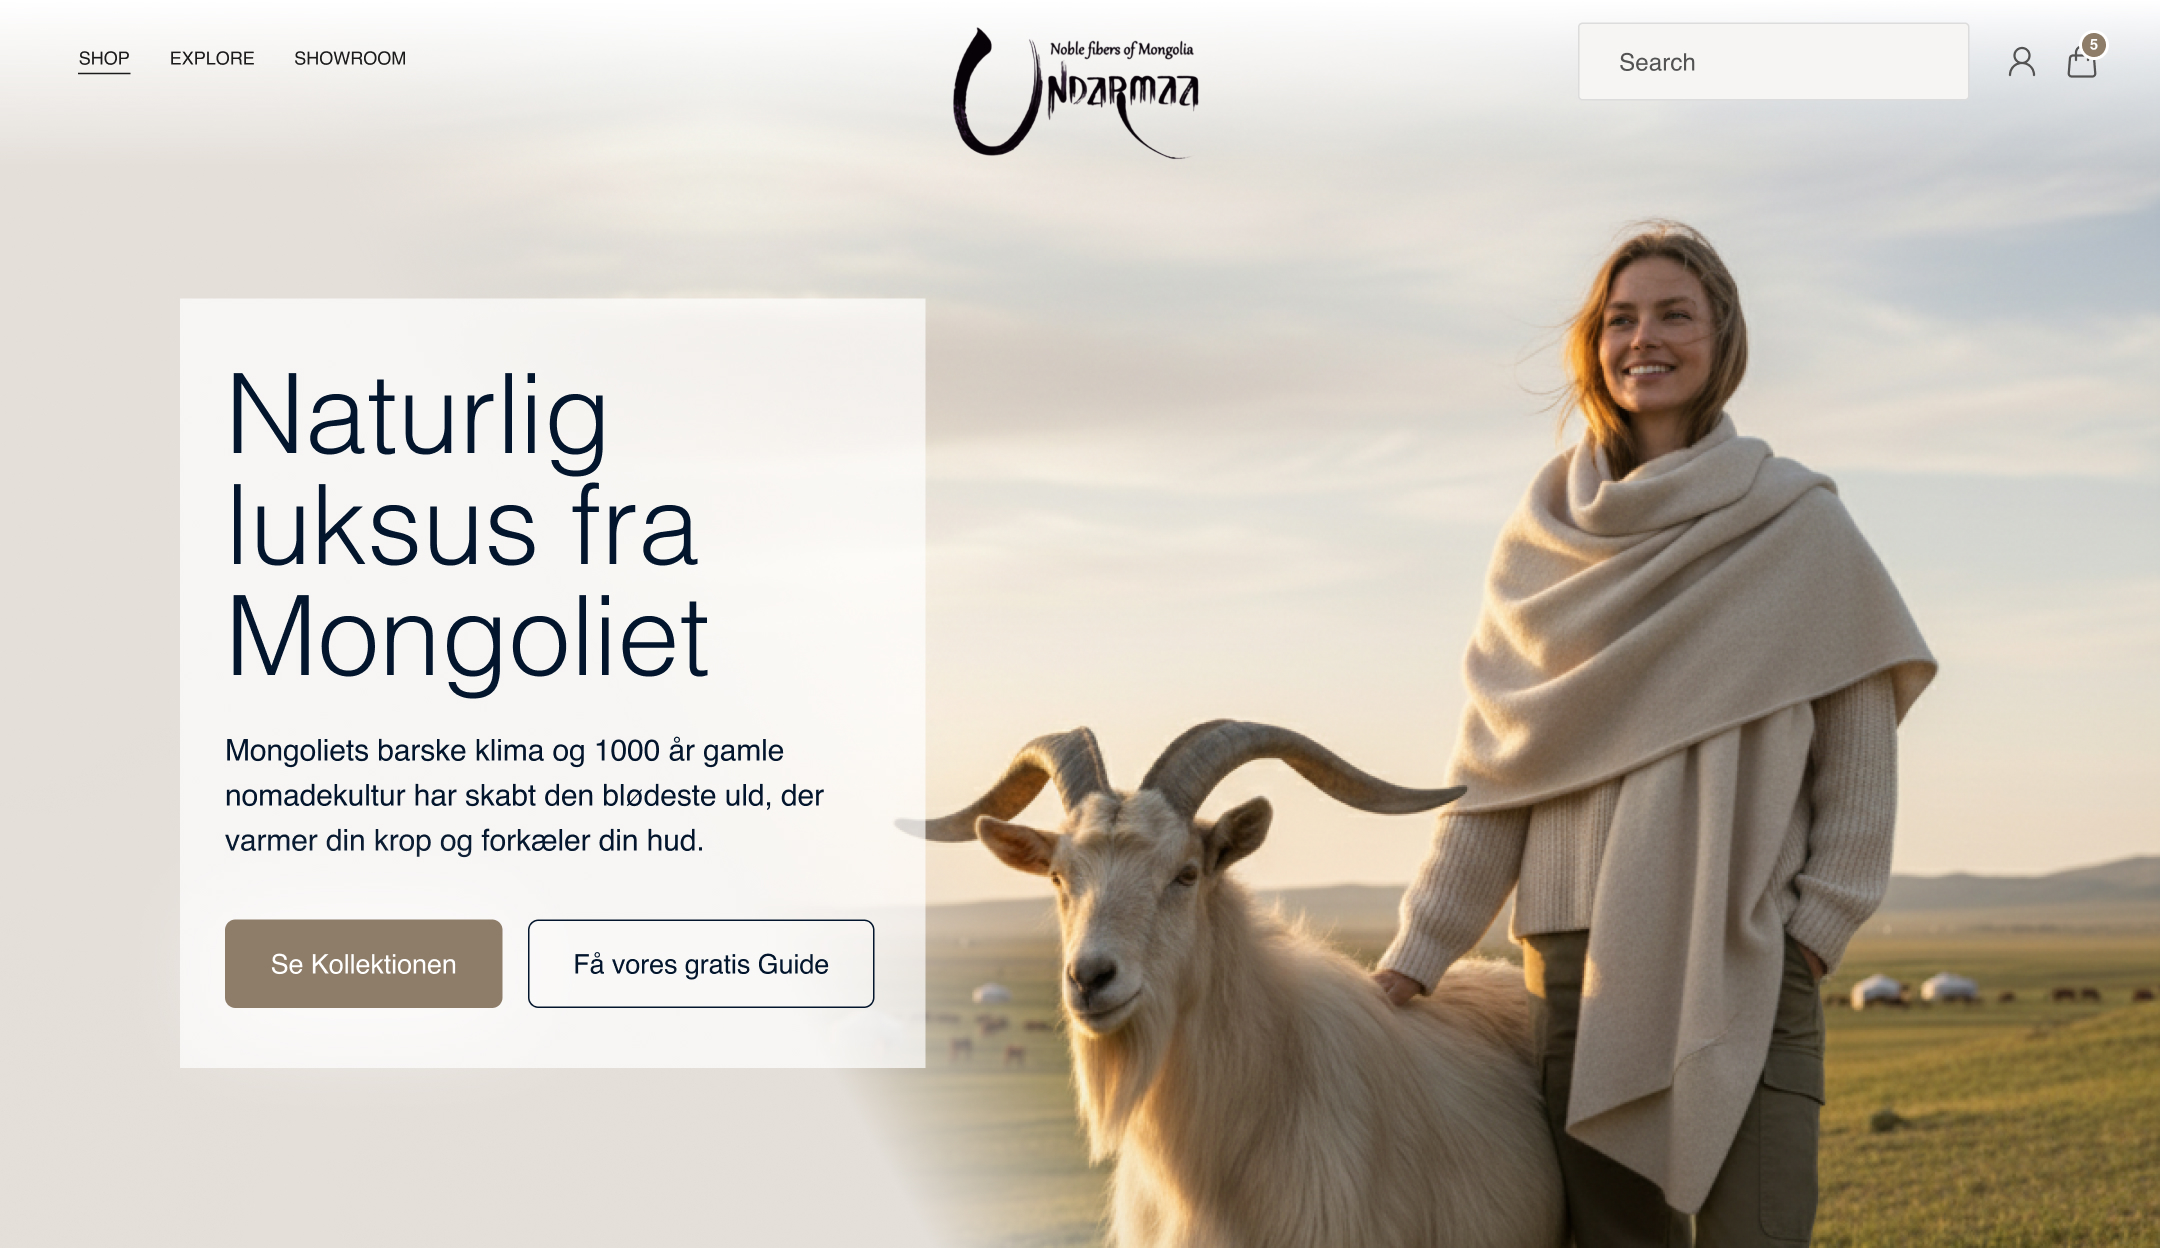 SHOP
EXPLORE
SHOWROOM
Noble fibers of Mongolia
UNDARMAA
Search
5
Naturlig
luksus fra
Mongoliet
Mongoliets barske klima og 1000 år gamle
nomadekultur har skabt den blødeste uld, der
varmer din krop og forkæler din hud.
Se Kollektionen
Få vores gratis Guide